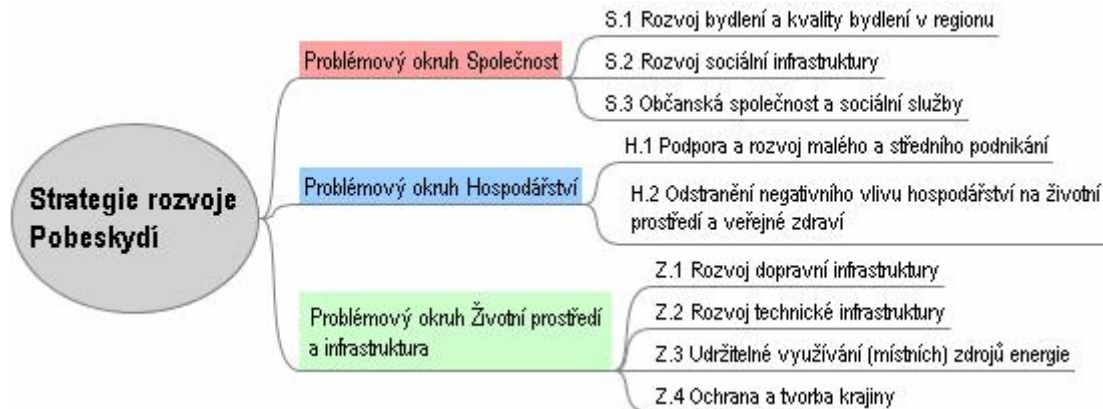 Strategie rozvoje
Pobeskydí
Problémový okruh Společnost
S.1 Rozvoj bydlení a kvality bydlení v regionu
S.2 Rozvoj sociální infrastruktury
S.3 Občanská společnost a sociální služby
Problémový okruh Hospodářství
H.1 Podpora a rozvoj malého a středního podnikání
H.2 Odstranění negativního vlivu hospodářství na životní
prostředí a veřejné zdraví
Problémový okruh Životní prostředí
a infrastruktura
Z.1 Rozvoj dopravní infrastruktury
Z.2 Rozvoj technické infrastruktury
Z.3 Udržitelné využívání (místních) zdrojů energie
Z.4 Ochrana a tvorba krajiny